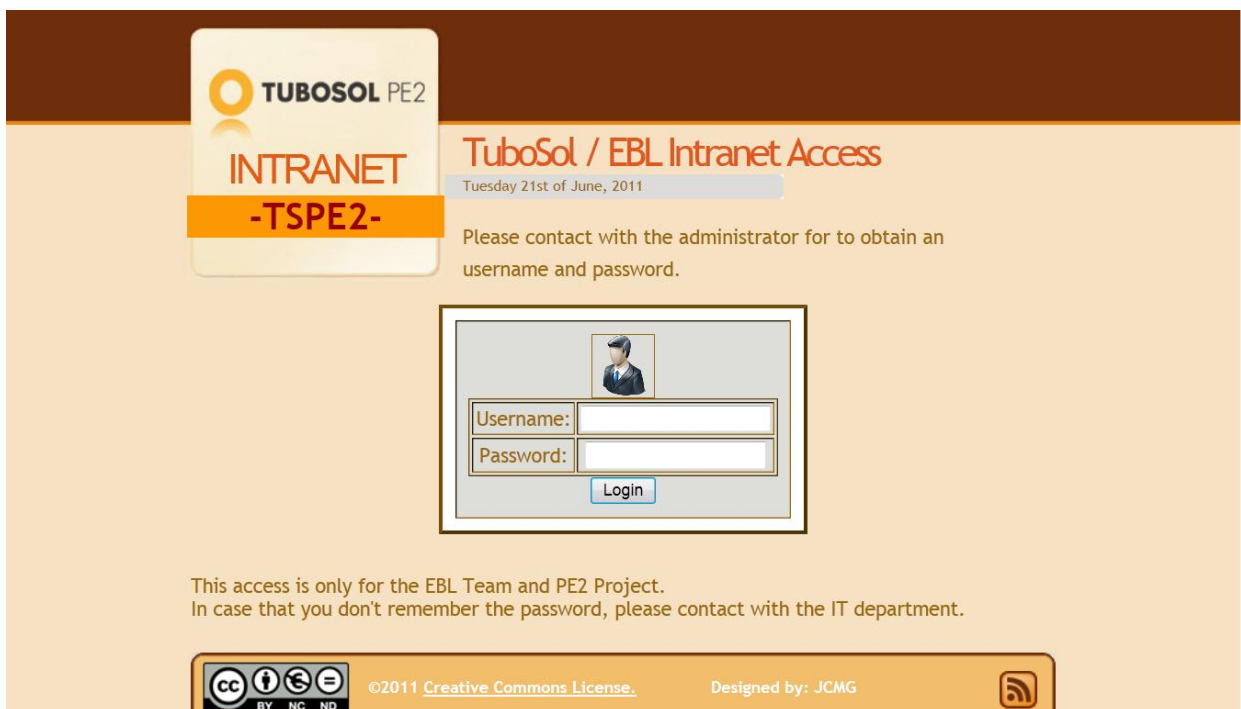 TUBOSOL PE2
INTRANET
-TSPE2-
TuboSol / EBL Intranet Access
Tuesday 21st of June, 2011
Please contact with the administrator for to obtain an
username and password.
Username:
Password:
Login
This access is only for the EBL Team and PE2 Project.
In case that you don't remember the password, please contact with the IT department.
cc
BY NC ND
©2011 Creative Commons License.
Designed by: JCMG